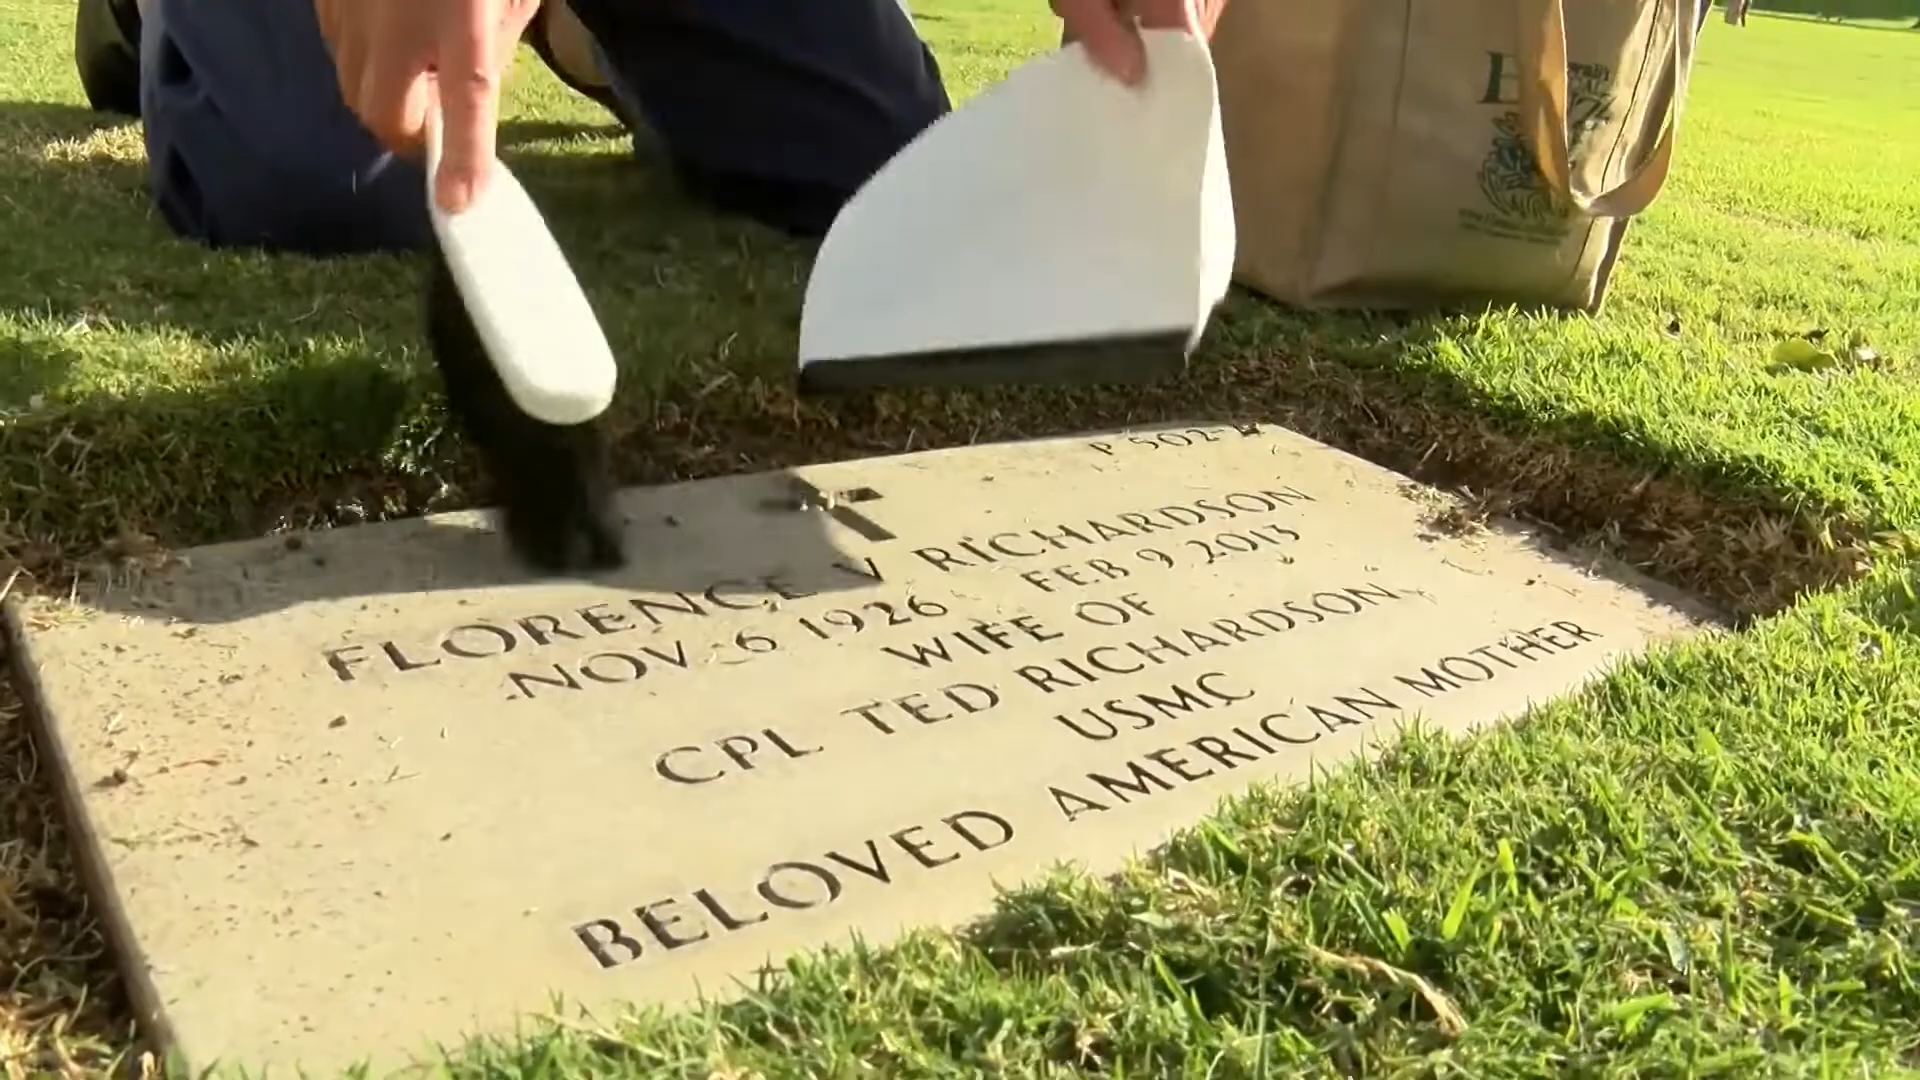 P 502-A
FLORENCE V RICHARDSON
NOV 6 1926 FEB 9 2013
WIFE OF
CPL TED RICHARDSON
USMC
BELOVED AMERICAN MOTHER